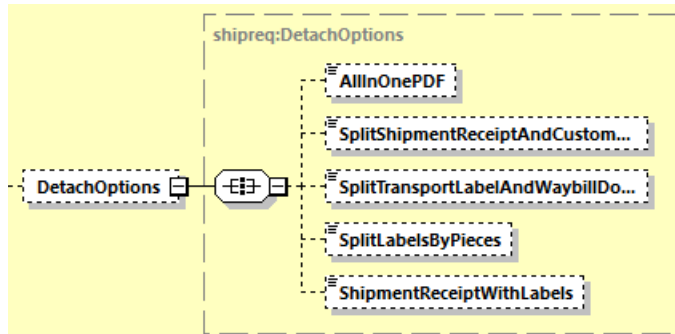 shipreq:DetachOptions
AllInOnePDF
SplitShipmentReceiptAndCustom...
DetachOptions
SplitTransportLabelAndWaybillDo...
SplitLabelsByPieces
ShipmentReceiptWithLabels